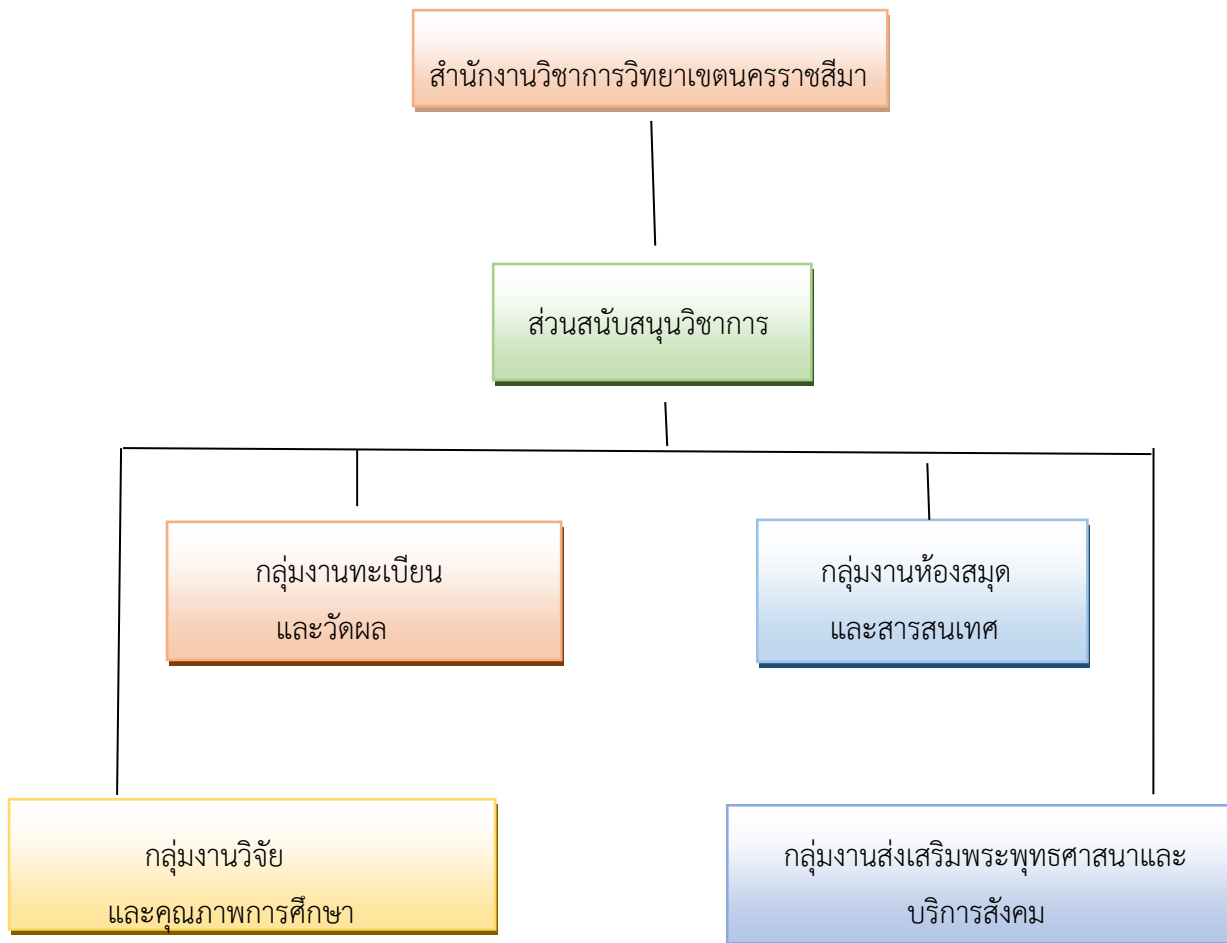 สำนักงานวิชาการวิทยาเขตนครราชสีมา
ส่วนสนับสนุนวิชาการ
กลุ่มงานทะเบียน
และวัดผล
กลุ่มงานห้องสมุด
และสารสนเทศ
กลุ่มงานวิจัย
และคุณภาพการศึกษา
กลุ่มงานส่งเสริมพระพุทธศาสนาและ
บริการสังคม